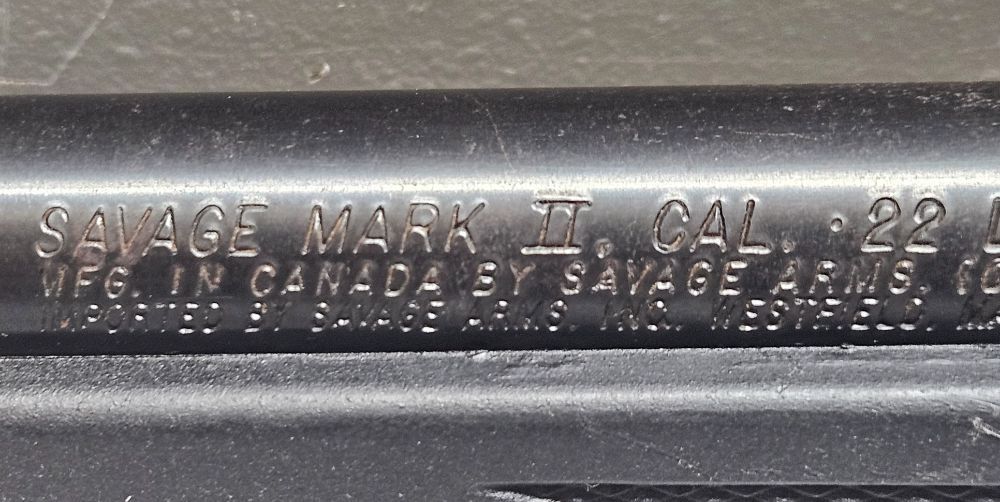 SAVAGE MARK II. CAL. .22
MFG. IN CANADA BY SAVAGE ARMS.
IMPORTED BY SAVAGE ARMS, INC. WESTFIELD,